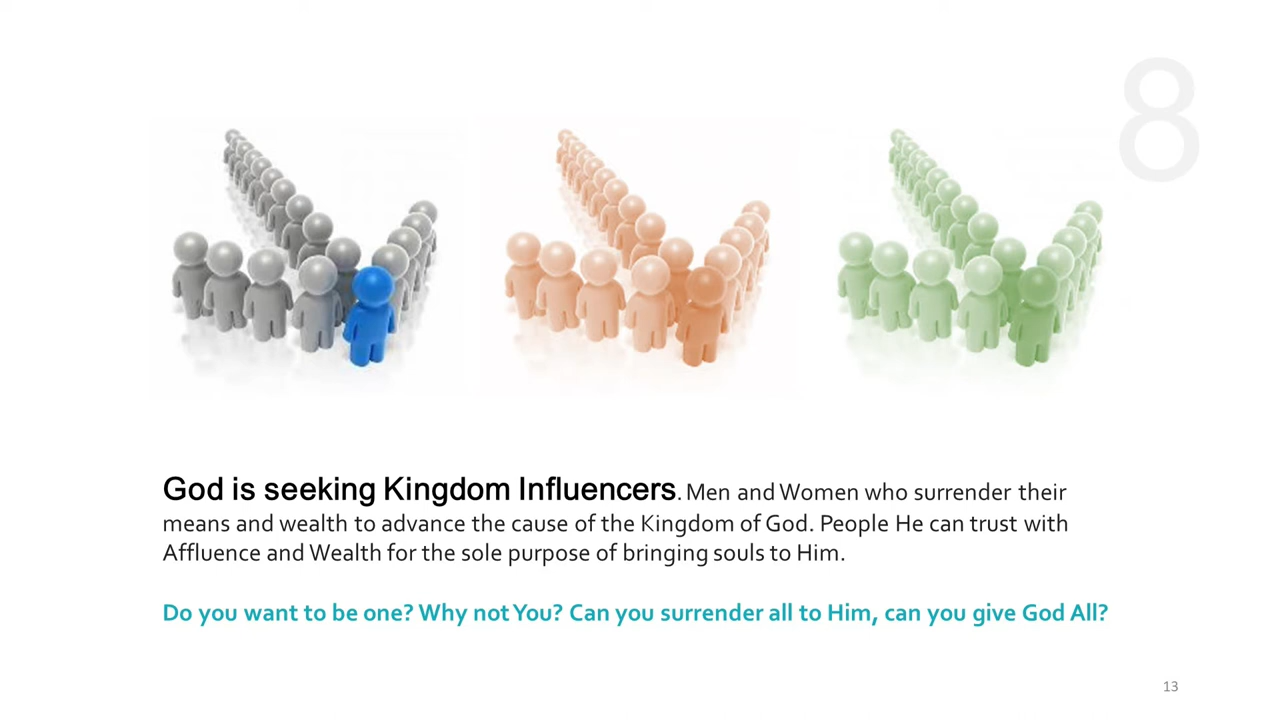 8
God is seeking Kingdom Influencers. Men and Women who surrender their
means and wealth to advance the cause of the Kingdom of God. People He can trust with
Affluence and Wealth for the sole purpose of bringing souls to Him.
Do you want to be one? Why not You? Can you surrender all to Him, can you give God All?
13